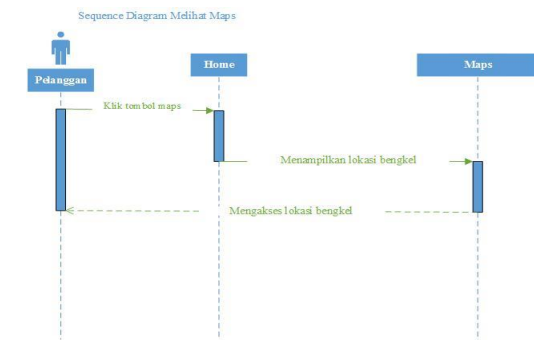 Sequence Diagram Melihat Maps
Pelanggan
Home
Maps
Klik tombol maps
Menampilkan lokasi bengkel
Mengakses lokasi bengkel